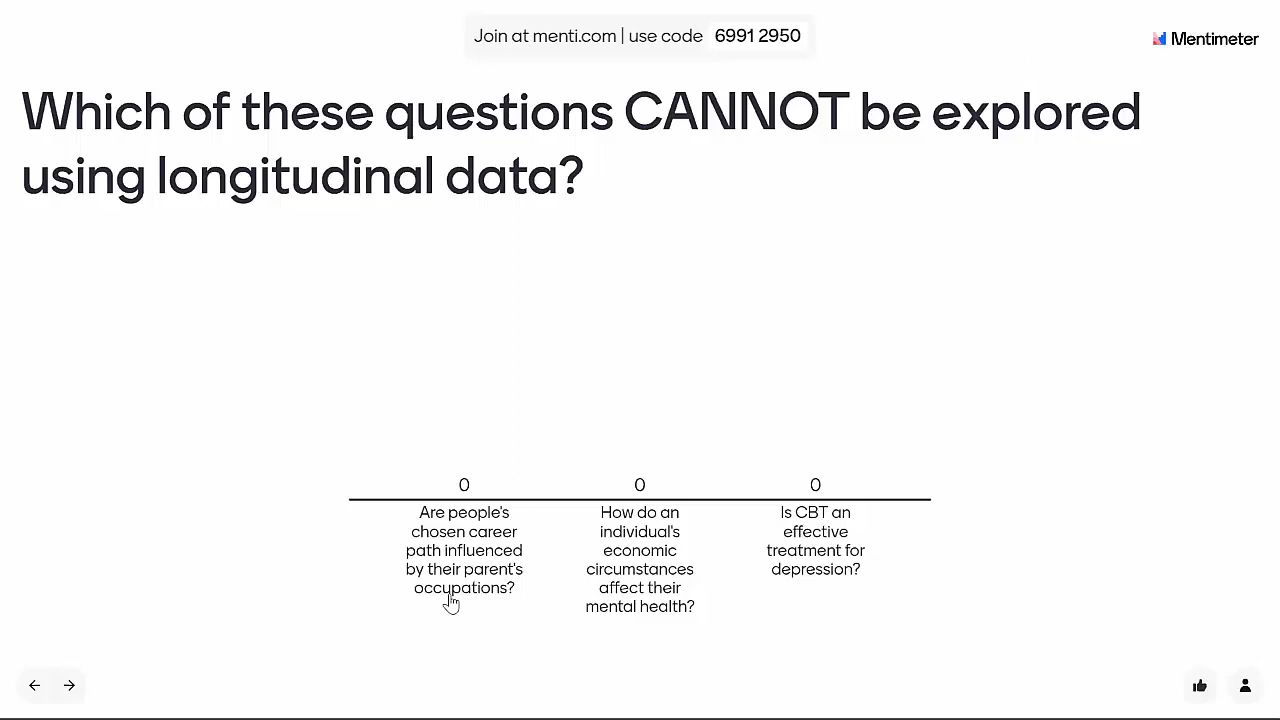 Join at menti.com | use code 6991 2950
Mentimeter
Which of these questions CANNOT be explored
using longitudinal data?
0
0
0
Are people's
chosen career
path influenced
by their parent's
occupations?
How do an
individual's
economic
circumstances
affect their
mental health?
Is CBT an
effective
treatment for
depression?